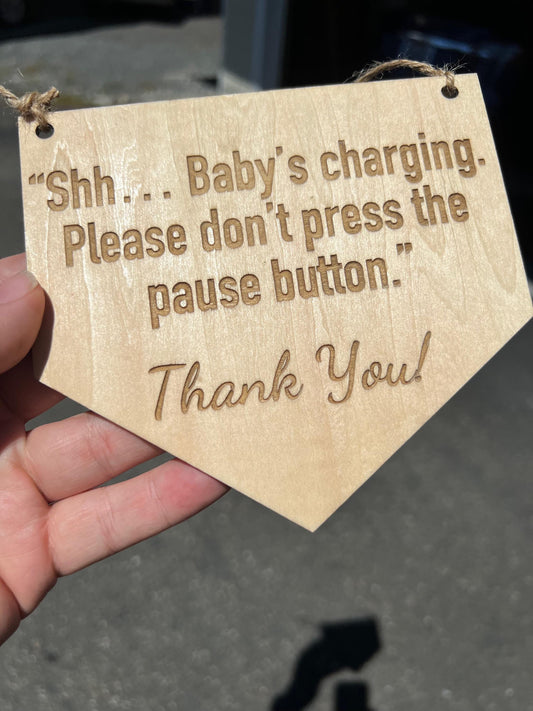 “Shh... Baby's charging.
Please don't press the
pause button.”
Thank You!